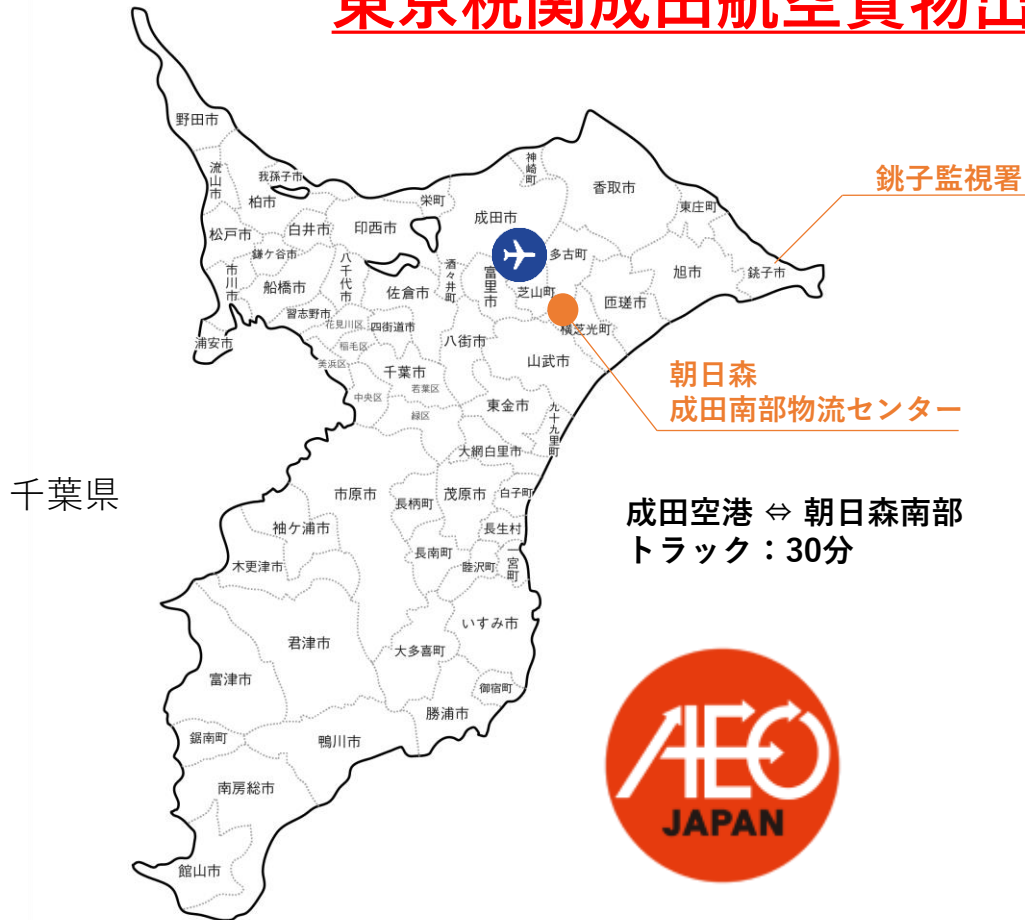 東京税関成田航空貨物出
野田市
流山市
我孫子市
柏市
神崎町
香取市
銚子監視署
栄町
成田市
東庄町
松戸市
白井市
印西市
鎌ケ谷市
八千代市
酒々井町
富里市
多古町
旭市
銚子市
市川市
船橋市
佐倉市
芝山町
匝瑳市
習志野市
花見川区
四街道市
横芝光町
浦安市
稲毛区
八街市
山武市
美浜区
千葉市
若葉区
中央区
緑区
東金市
九十九里町
朝日森
成田南部物流センター
大網白里市
千葉県
市原市
長柄町
茂原市
白子町
袖ケ浦市
長生村
成田空港 ⇔ 朝日森南部
トラック：30分
木更津市
長南町
睦沢町
一宮町
いすみ市
君津市
大多喜町
富津市
御宿町
勝浦市
鋸南町
鴨川市
南房総市
館山市
AEO
JAPAN